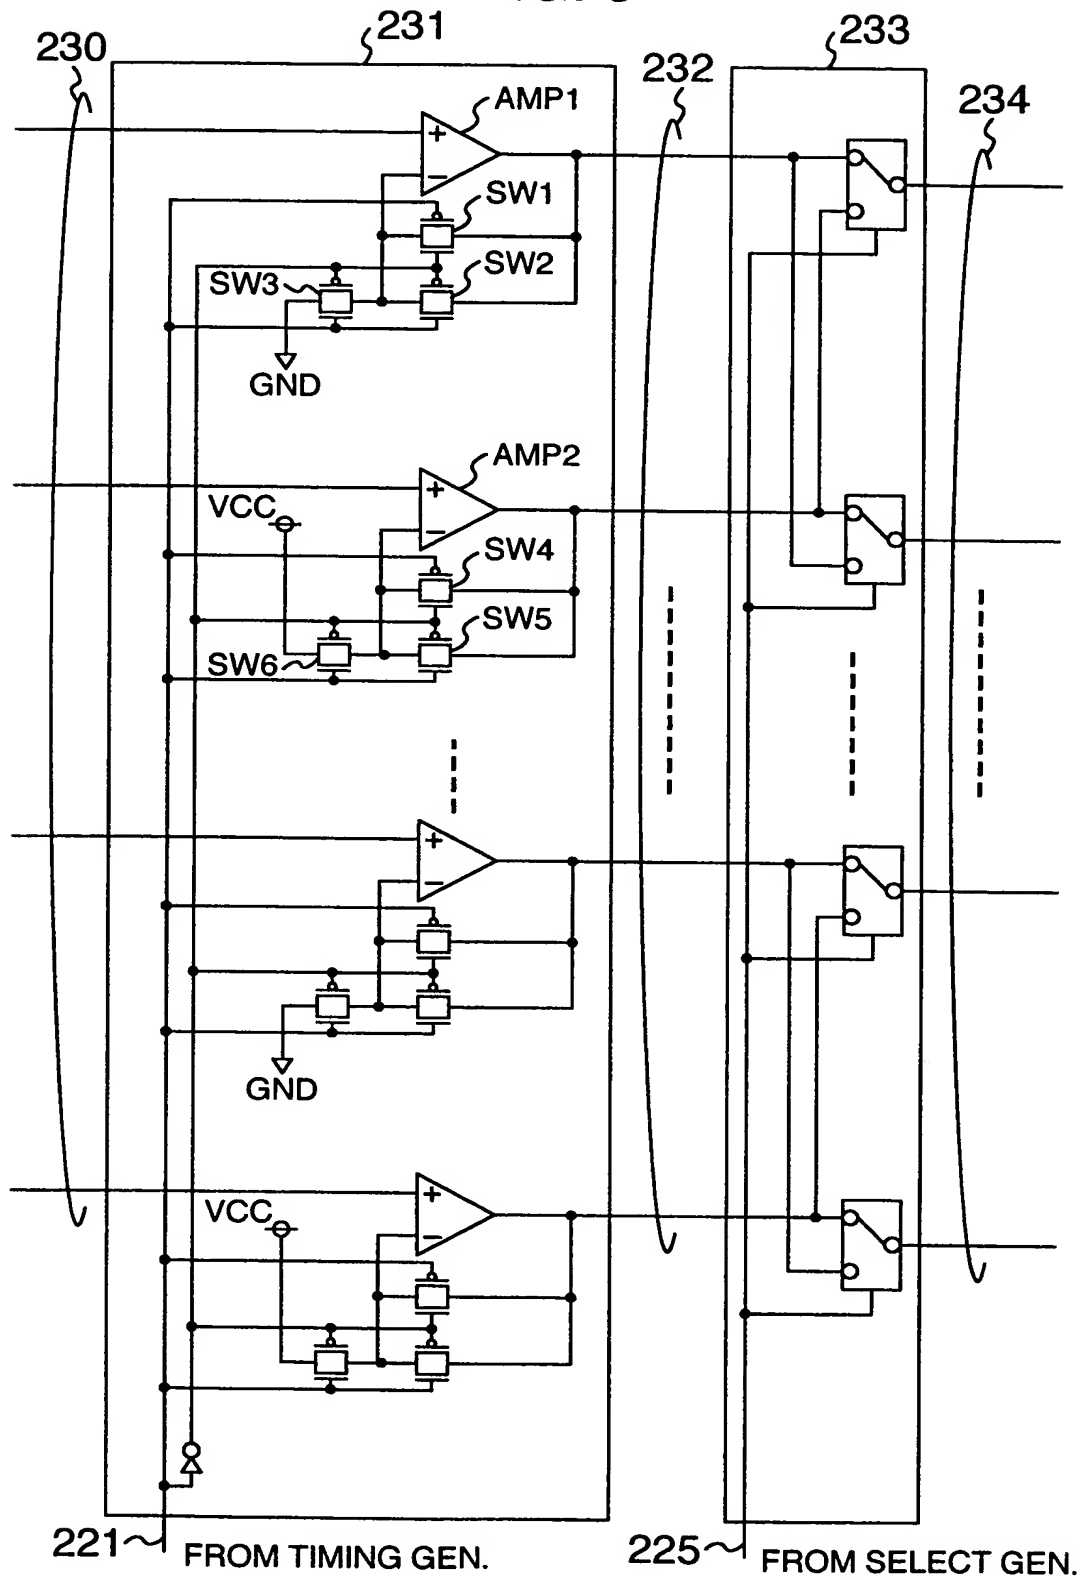 231
233
230
232
234
AMP1
+
−
SW1
SW2
SW3
GND
AMP2
+
VCC
−
SW4
SW5
SW6
+
−
GND
+
VCC
−
221
FROM TIMING GEN.
225
FROM SELECT GEN.